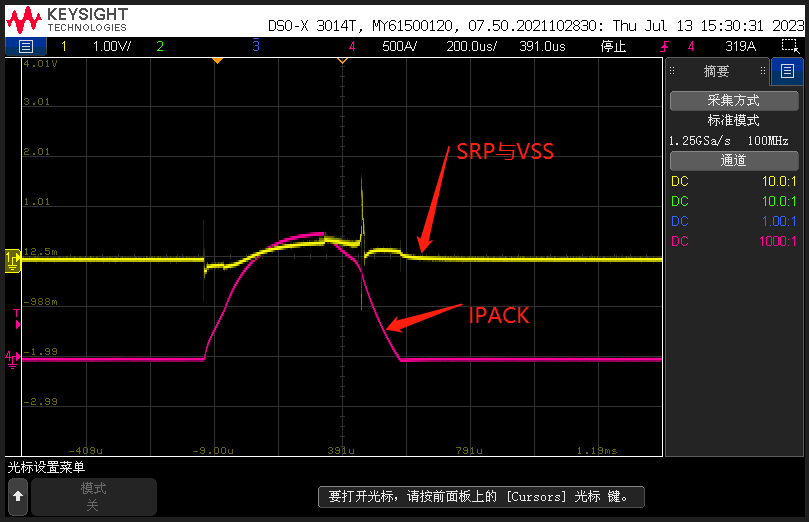 KEYSIGHT
TECHNOLOGIES
DSO-X 3014T, MY61500120, 07.50.2021102830: Thu Jul 13 15:30:31 2023
1 1.00V/ 2 3 4 500A/ 200.0us/ 391.0us 停止 4 319A
4.01V
3.01
2.01
1.01
12.5m
-988m
-1.99
-2.99
1
T
4
SRP与VSS
IPACK
-409u -9.00u 391u 791u 1.19ms
摘要
采集方式
标准模式
1.25GSa/s 100MHz
通道
DC 10.0:1
DC 10.0:1
DC 1.00:1
DC 1000:1
光标设置菜单
模式
关
要打开光标，请按前面板上的 [Cursors] 光标 键。